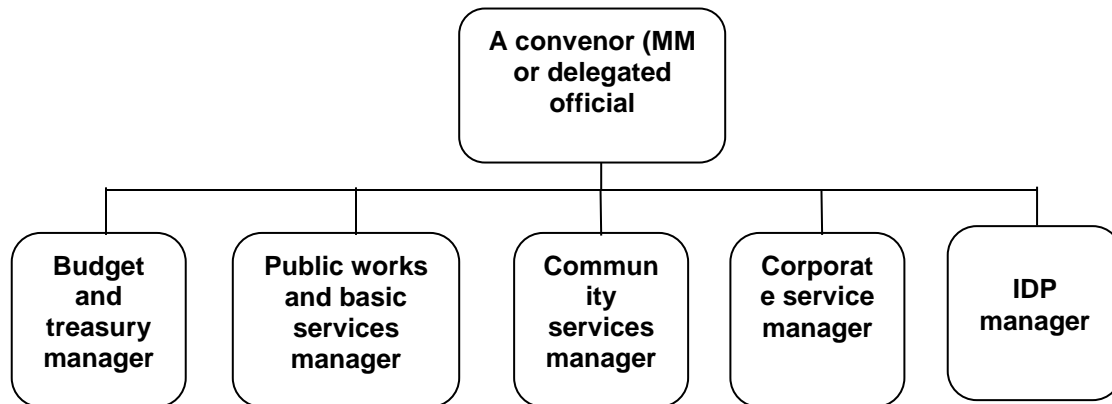 A convenor (MM
or delegated
official
Budget
and
treasury
manager
Public works
and basic
services
manager
Commun
ity
services
manager
Corporat
e service
manager
IDP
manager